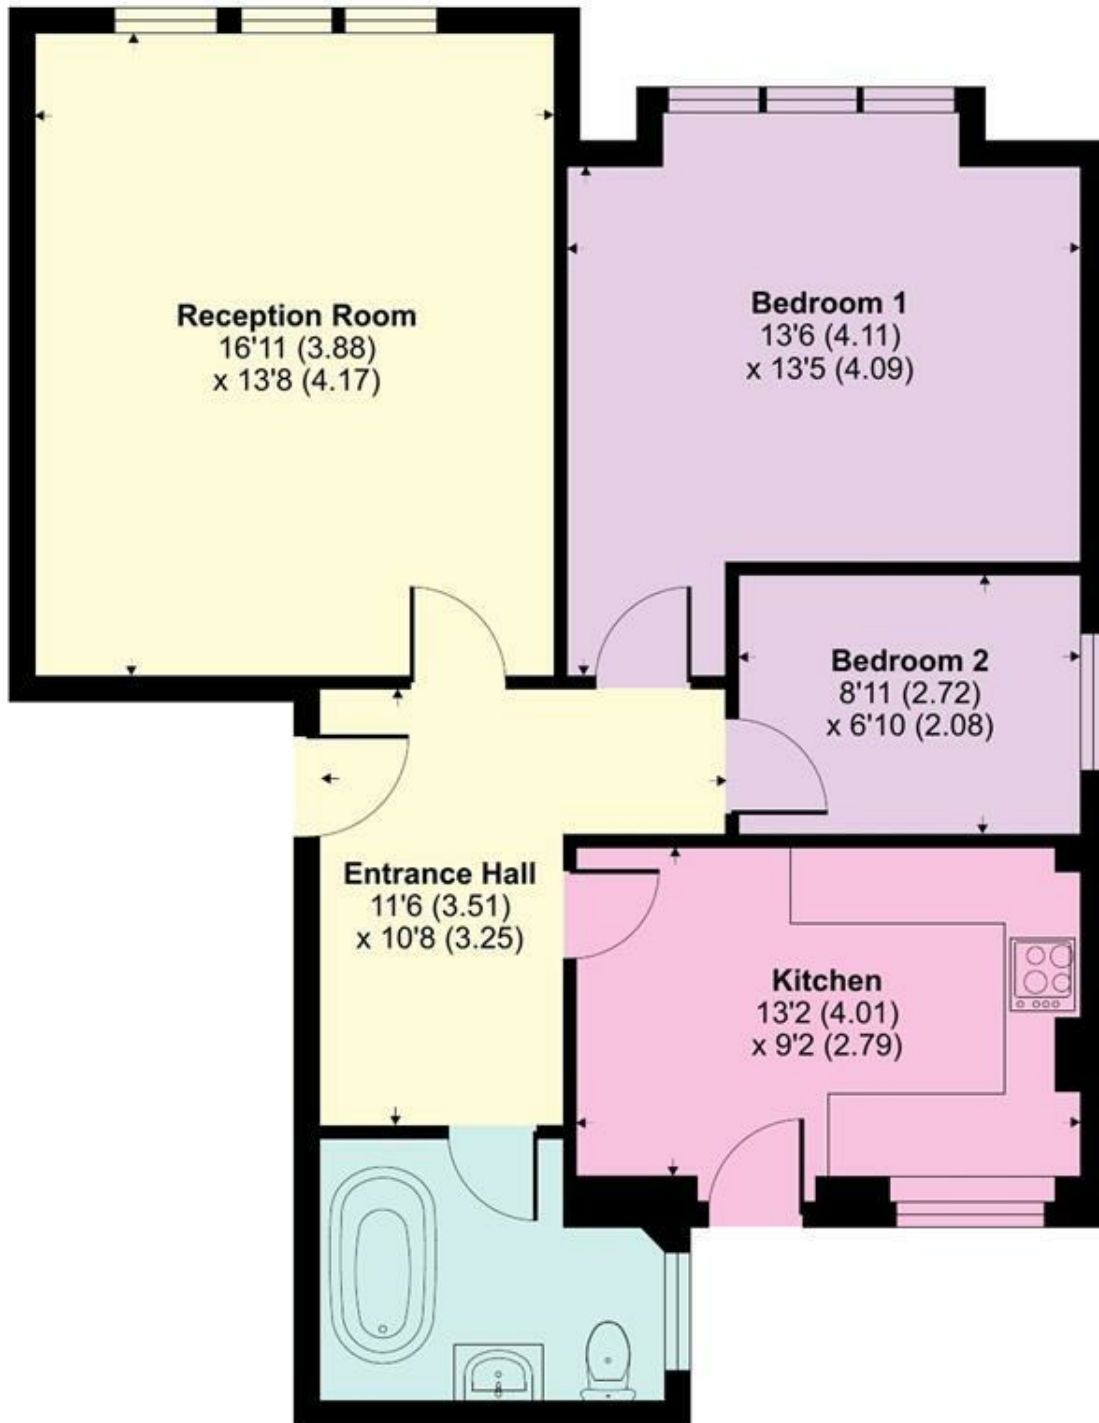 Reception Room
16'11 (3.88)
x 13'8 (4.17)
Bedroom 1
13'6 (4.11)
x 13'5 (4.09)
Bedroom 2
8'11 (2.72)
x 6'10 (2.08)
Entrance Hall
11'6 (3.51)
x 10'8 (3.25)
Kitchen
13'2 (4.01)
x 9'2 (2.79)